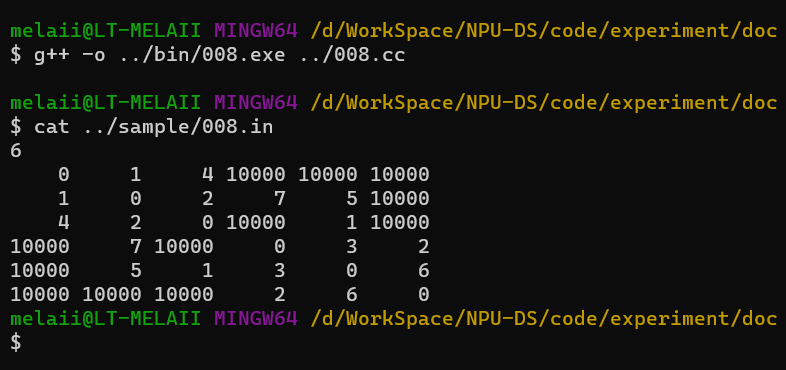 melaii@LT-MELAII MINGW64 /d/WorkSpace/NPU-DS/code/experiment/doc
$ g++ -o ../bin/008.exe ../008.cc

melaii@LT-MELAII MINGW64 /d/WorkSpace/NPU-DS/code/experiment/doc
$ cat ../sample/008.in
6
    0     1     4 10000 10000 10000
    1     0     2     7     5 10000
    4     2     0 10000     1 10000
10000     7 10000     0     3     2
10000     5     1     3     0     6
10000 10000 10000     2     6     0
melaii@LT-MELAII MINGW64 /d/WorkSpace/NPU-DS/code/experiment/doc
$